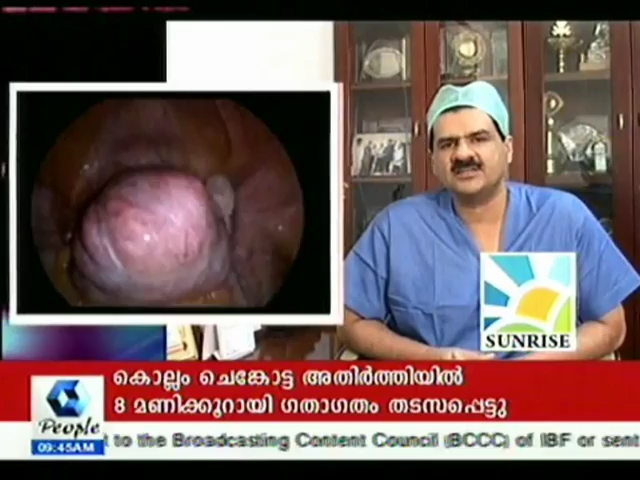 SUNRISE
കൊല്ലം ചെങ്കോട്ട അതിർത്തിയിൽ
8 മണിക്കൂറായി ഗതാഗതം തടസപ്പെട്ടു
People
09:45AM
t to the Broadcasting Content Council (BCCC) of IBF or sent